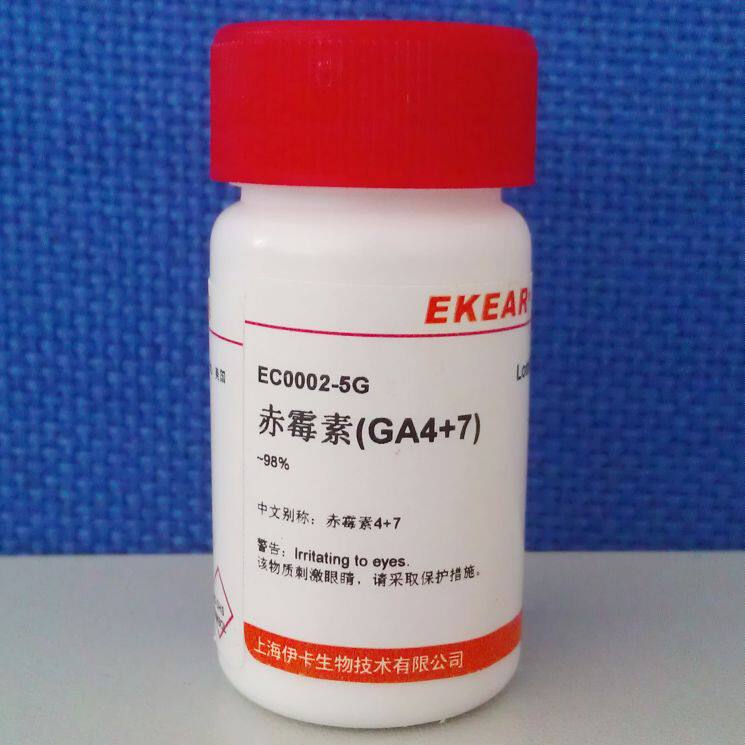 EKEAR
EC0002-5G
赤霉素(GA4+7)
~98%
中文别称：赤霉素4+7
警告：Irritating to eyes.
该物质刺激眼睛，请采取保护措施。
上海伊卡生物技术有限公司
美国